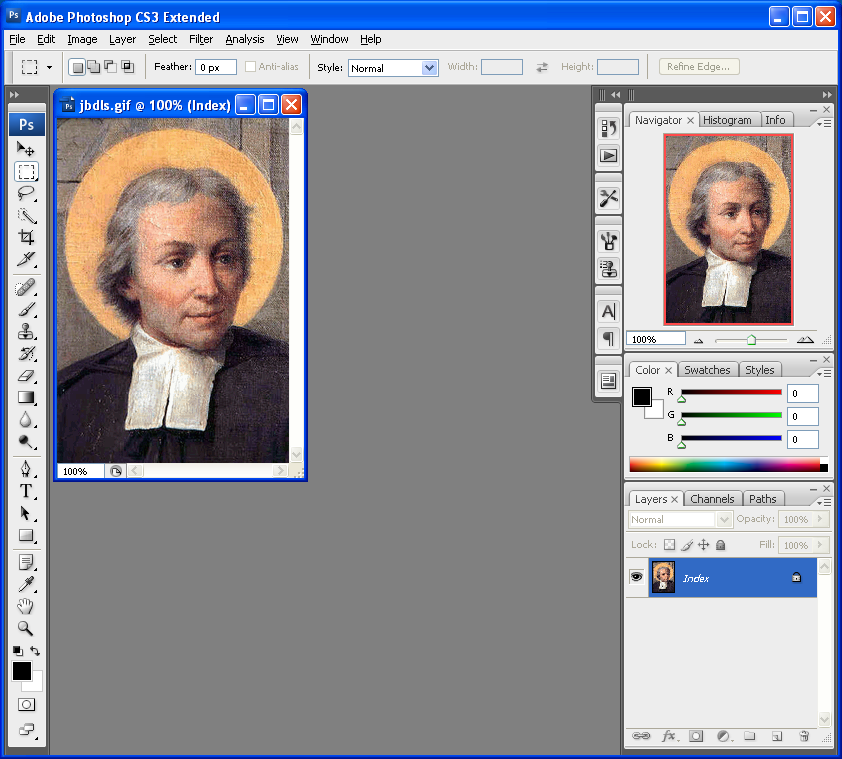 Ps Adobe Photoshop CS3 Extended
File Edit Image Layer Select Filter Analysis View Window Help
Feather: 0 px Anti-alias Style: Normal Width: Height: Refine Edge...
Ps
jbdls.gif @ 100% (Index)
100%
T
A
Navigator Histogram Info
100%
Color Swatches Styles
R 0
G 0
B 0
Layers Channels Paths
Normal Opacity: 100%
Lock: Fill: 100%
Index
fx